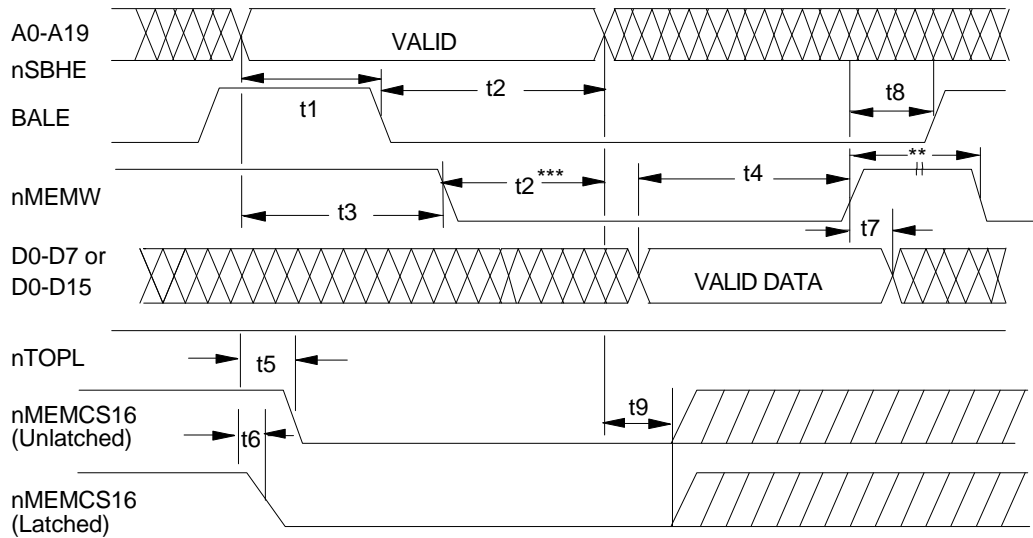 A0-A19
VALID
nSBHE
t1
t2
t8
BALE
**
nMEMW
t2***
t4
t3
t7
D0-D7 or
D0-D15
VALID DATA
nTOPL
t5
nMEMCS16
(Unlatched)
t6
t9
nMEMCS16
(Latched)